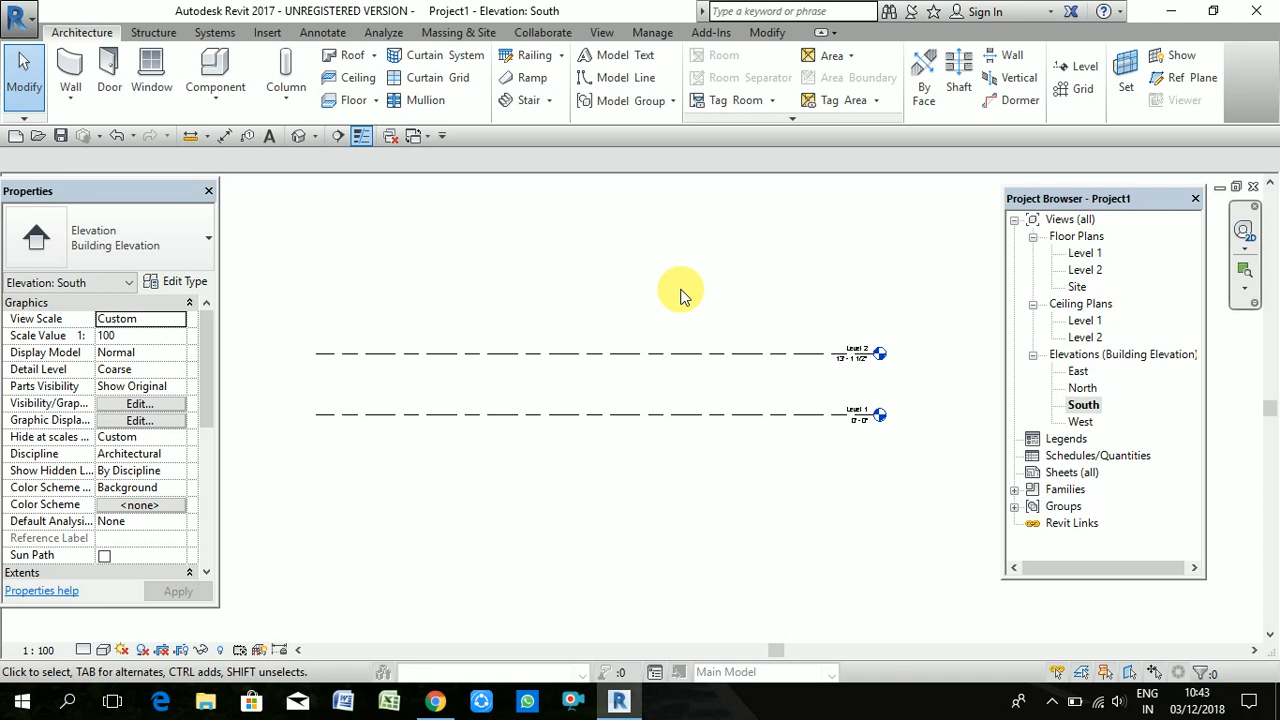 Autodesk Revit 2017 - UNREGISTERED VERSION - Project1 - Elevation: South
Type a keyword or phrase
Sign In
Architecture Structure Systems Insert Annotate Analyze Massing & Site Collaborate View Manage Add-Ins Modify
Modify
Wall
Door
Window
Component
Column
Roof
Ceiling
Floor
Curtain System
Curtain Grid
Mullion
Railing
Ramp
Stair
Model Text
Model Line
Model Group
Room
Room Separator
Tag Room
Area
Area Boundary
Tag Area
By Face
Shaft
Wall
Vertical
Dormer
Level
Grid
Set
Show
Ref Plane
Viewer
Properties
Elevation
Building Elevation
Elevation: South
Edit Type
Graphics
View Scale Custom
Scale Value 1: 100
Display Model Normal
Detail Level Coarse
Parts Visibility Show Original
Visibility/Grap... Edit...
Graphic Displa... Edit...
Hide at scales ... Custom
Discipline Architectural
Show Hidden L... By Discipline
Color Scheme ... Background
Color Scheme <none>
Default Analysi... None
Reference Label
Sun Path
Extents
Properties help
Apply
Level 2
13' - 1 1/2"
Level 1
0' - 0"
Project Browser - Project1
Views (all)
Floor Plans
Level 1
Level 2
Site
Ceiling Plans
Level 1
Level 2
Elevations (Building Elevation)
East
North
South
West
Legends
Schedules/Quantities
Sheets (all)
Families
Groups
Revit Links
2D
1 : 100
Click to select, TAB for alternates, CTRL adds, SHIFT unselects.
:0
Main Model
:0
ENG
IN
10:43
03/12/2018